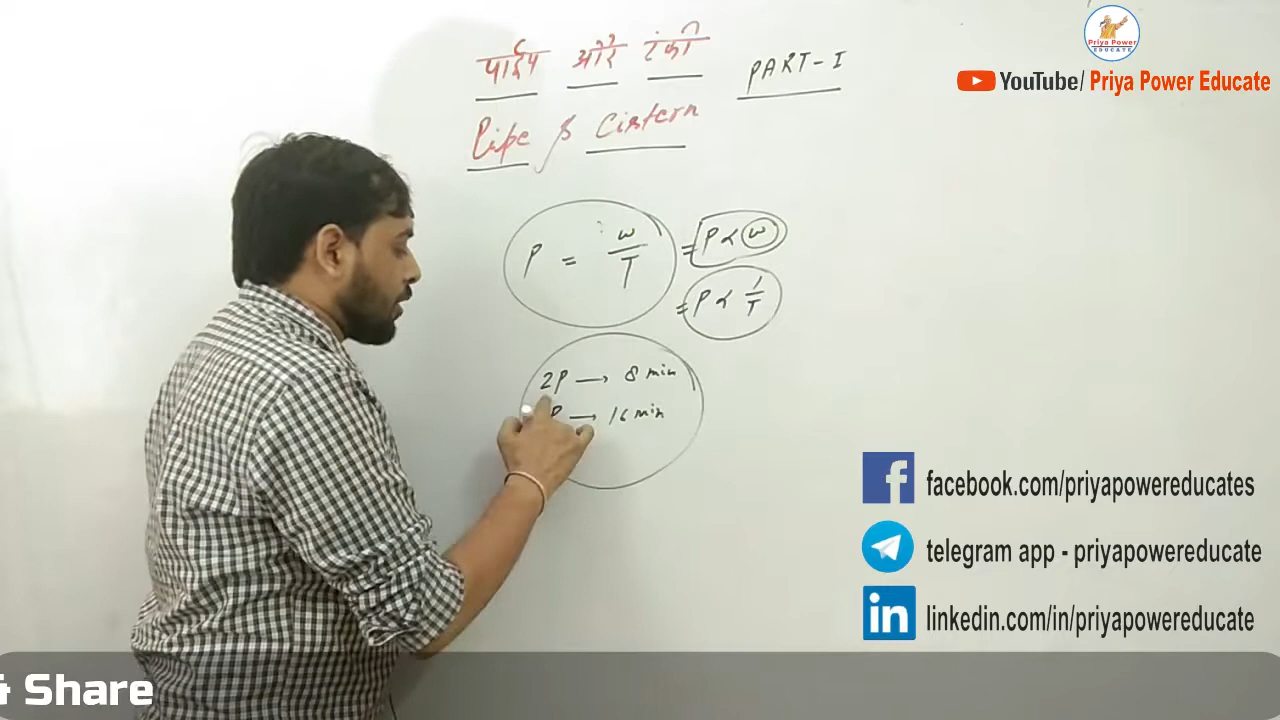 पाईप और टंकी PART-I
Pipe & Cistern
Priya Power
EDUCATE
YouTube/ Priya Power Educate
P = w/T = P ∝ w
= P ∝ 1/T
2P → 8 min
P → 16 min
facebook.com/priyapowereducates
telegram app - priyapowereducate
linkedin.com/in/priyapowereducate
& Share